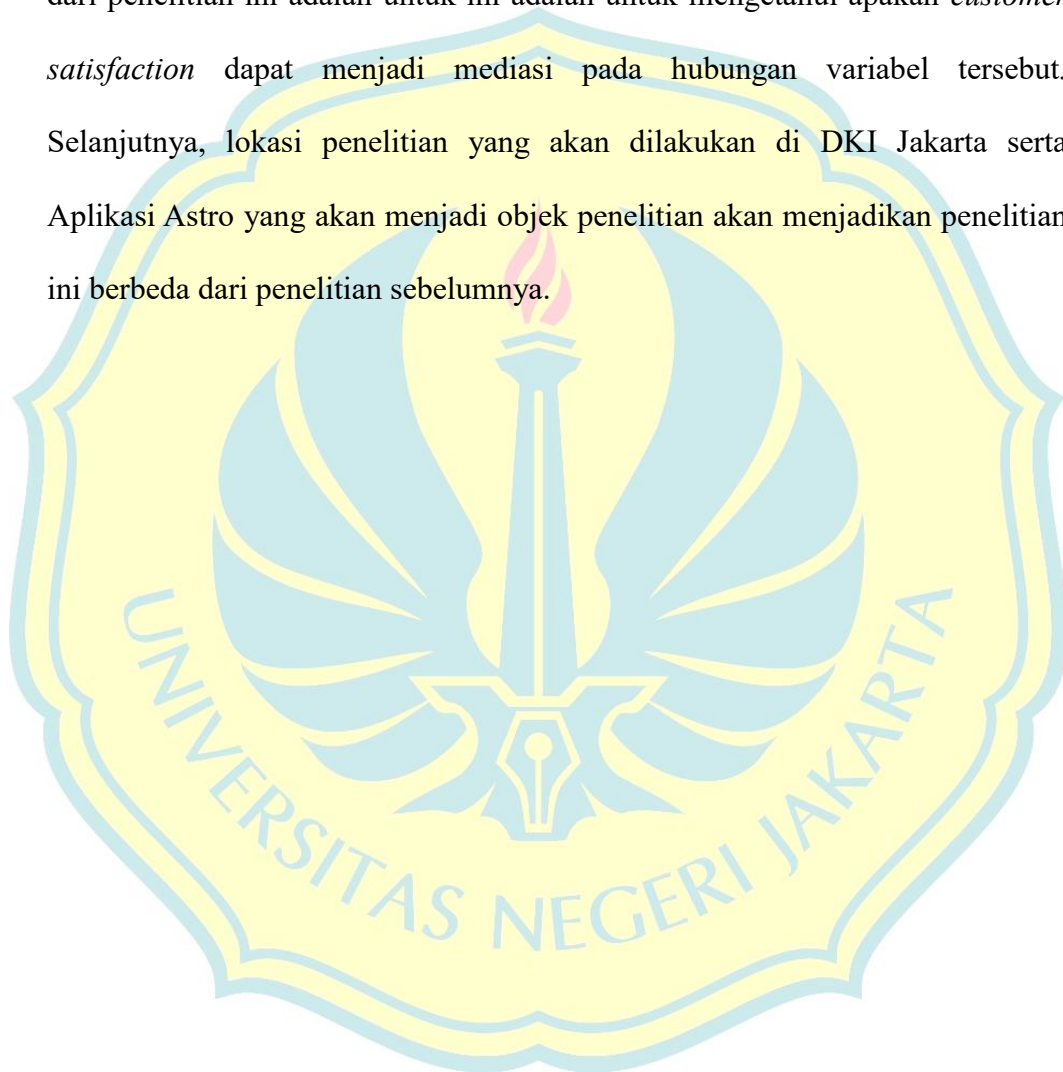 dari penelitian ini adalah untuk ini adalah untuk mengetahui apakah customer
satisfaction dapat menjadi mediasi pada hubungan variabel tersebut.
Selanjutnya, lokasi penelitian yang akan dilakukan di DKI Jakarta serta
Aplikasi Astro yang akan menjadi objek penelitian akan menjadikan penelitian
ini berbeda dari penelitian sebelumnya.
UNIVERSITAS NEGERI JAKARTA